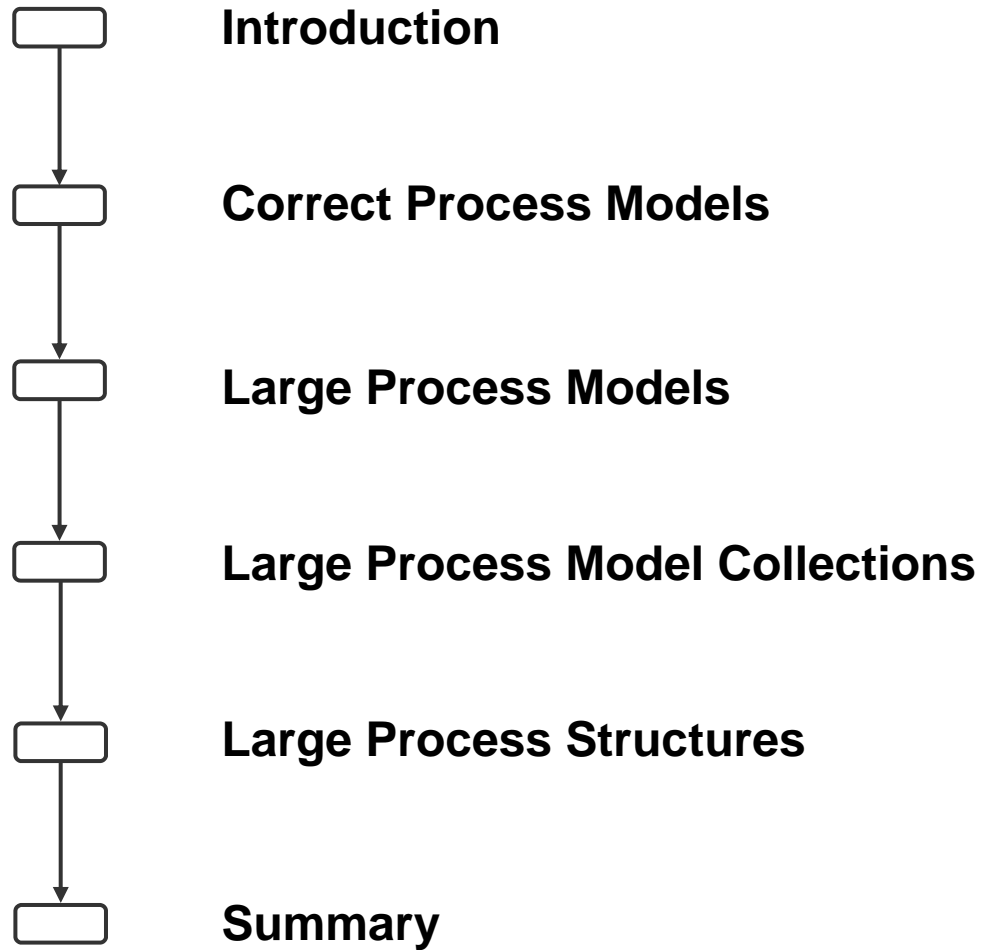 Introduction
Correct Process Models
Large Process Models
Large Process Model Collections
Large Process Structures
Summary